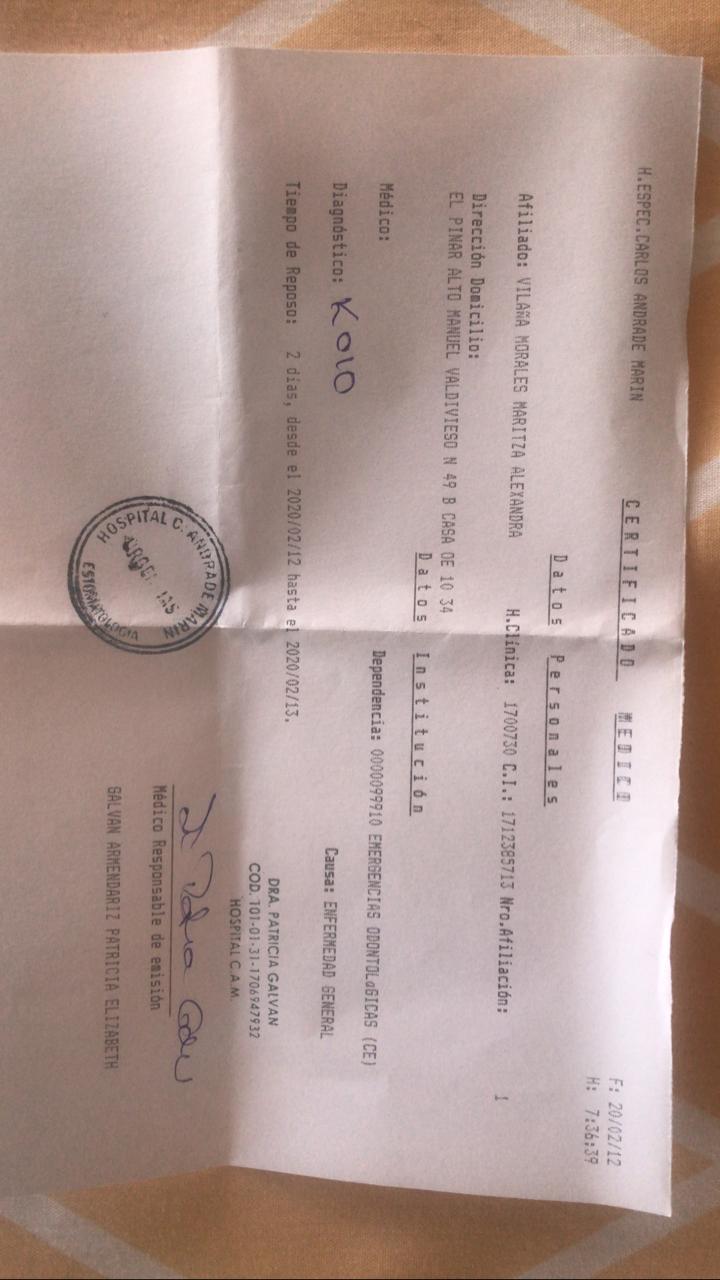 H.ESPEC.CARLOS ANDRADE MARIN
F: 20/02/12
CERTIFICADO MEDICO
H: 7:36:39
Datos Personales
Afiliado: VILAÑA MORALES MARITZA ALEXANDRA H.Clínica: 1700730 C.I.: 1712385713 Nro.Afiliación: 1
Dirección Domicilio:
EL PINAR ALTO MANUEL VALDIVIESO N 49 B CASA OE 10 34
Datos Institución
Médico: Dependencia: 0000099910 EMERGENCIAS ODONTOLoGICAS (CE)
Diagnóstico: K010 Causa: ENFERMEDAD GENERAL
Tiempo de Reposo: 2 días, desde el 2020/02/12 hasta el 2020/02/13.
DRA. PATRICIA GALVAN
COD. 101-01-31-1706947932
HOSPITAL C.A.M.
HOSPITAL C. ANDRADE MARIN
ESTOMATOLOGIA
Médico Responsable de emisión
GALVAN ARMENDARIZ PATRICIA ELIZABETH